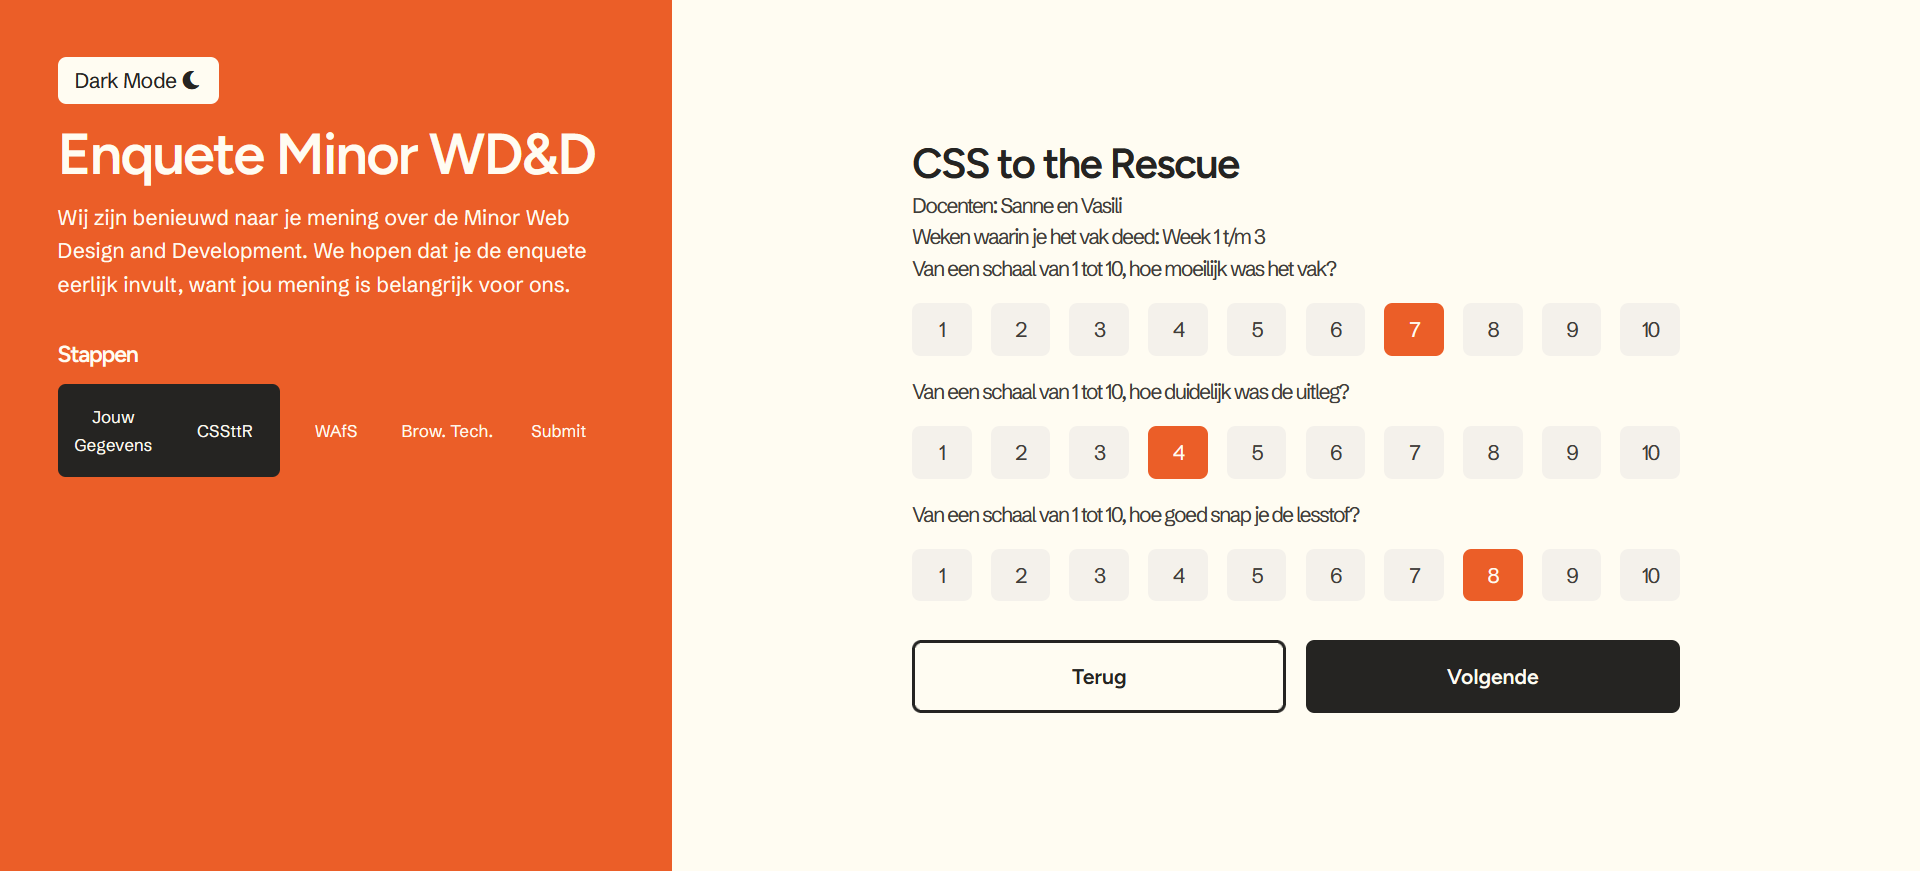 Dark Mode
Enquete Minor WD&D
Wij zijn benieuwd naar je mening over de Minor Web
Design and Development. We hopen dat je de enquete
eerlijk invult, want jou mening is belangrijk voor ons.
Stappen
Jouw
Gegevens
CSSttR
WAfS
Brow. Tech.
Submit
CSS to the Rescue
Docenten: Sanne en Vasili
Weken waarin je het vak deed: Week 1 t/m 3
Van een schaal van 1 tot 10, hoe moeilijk was het vak?
1 2 3 4 5 6 7 8 9 10
Van een schaal van 1 tot 10, hoe duidelijk was de uitleg?
1 2 3 4 5 6 7 8 9 10
Van een schaal van 1 tot 10, hoe goed snap je de lesstof?
1 2 3 4 5 6 7 8 9 10
Terug
Volgende